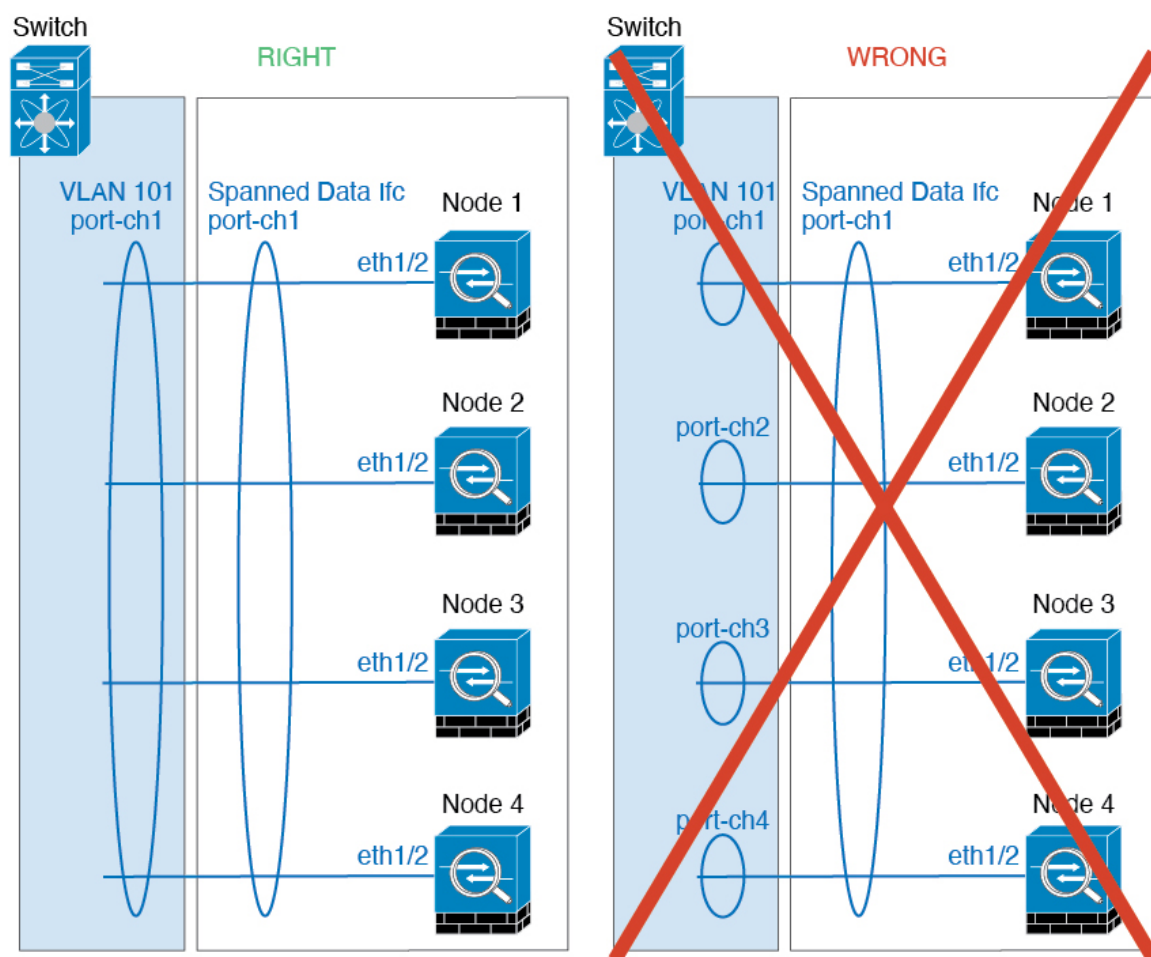 Switch
RIGHT
VLAN 101
port-ch1
Spanned Data Ifc
port-ch1
Node 1
eth1/2
Node 2
eth1/2
Node 3
eth1/2
Node 4
eth1/2
Switch
WRONG
VLAN 101
port-ch1
Spanned Data Ifc
port-ch1
Node 1
eth1/2
port-ch2
Node 2
eth1/2
port-ch3
Node 3
eth1/2
port-ch4
Node 4
eth1/2